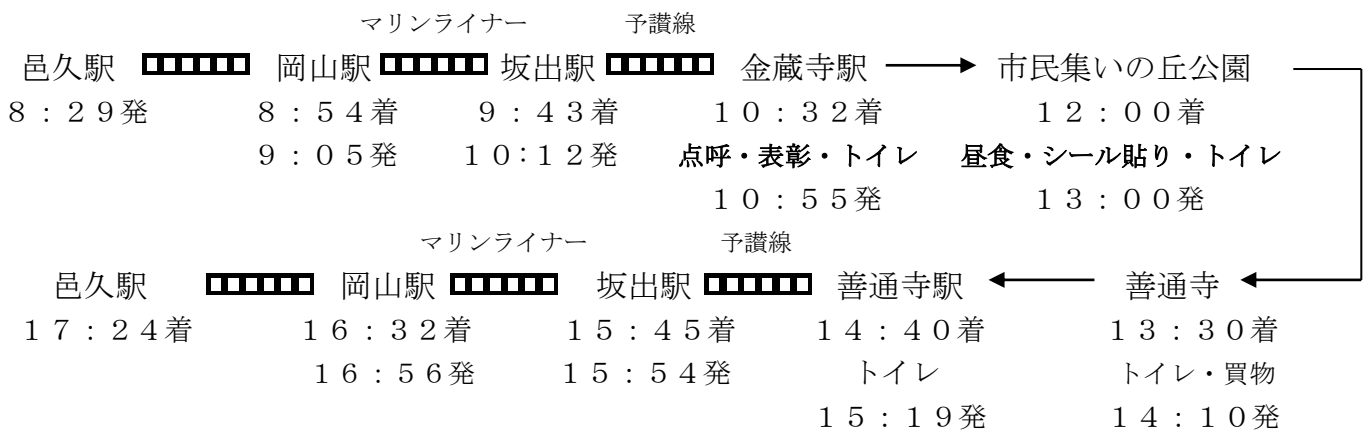 マリンライナー　予讃線
邑久駅　岡山駅　坂出駅　金蔵寺駅　市民集いの丘公園
８：２９発　８：５４着　９：４３着　１０：３２着　１２：００着
９：０５発　１０：１２発　点呼・表彰・トイレ　昼食・シール貼り・トイレ
１０：５５発　１３：００発
マリンライナー　予讃線
邑久駅　岡山駅　坂出駅　善通寺駅　善通寺
１７：２４着　１６：３２着　１５：４５着　１４：４０着　１３：３０着
１６：５６発　１５：５４発　トイレ　トイレ・買物
１５：１９発　１４：１０発